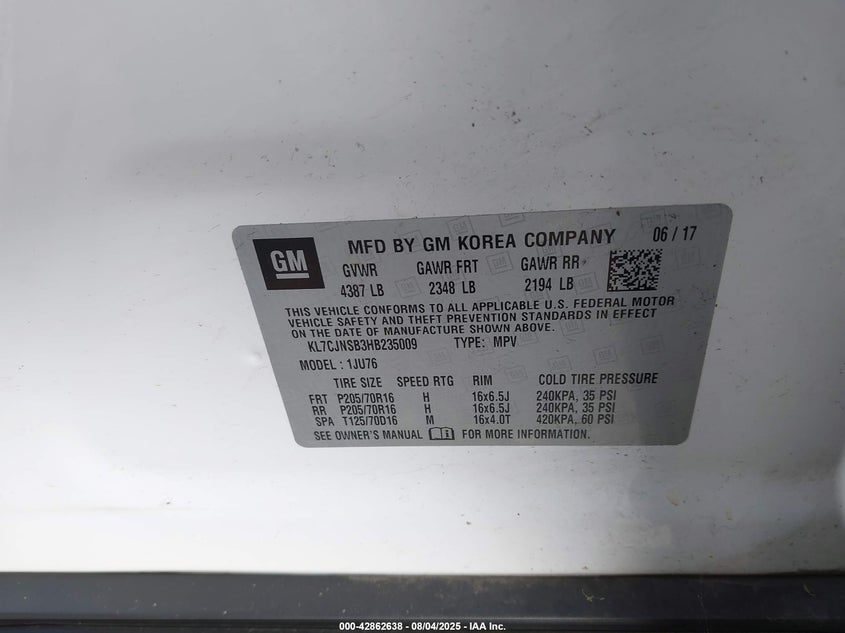 GM
MFD BY GM KOREA COMPANY 06 / 17
GVWR GAWR FRT GAWR RR
4387 LB 2348 LB 2194 LB
THIS VEHICLE CONFORMS TO ALL APPLICABLE U.S. FEDERAL MOTOR
VEHICLE SAFETY AND THEFT PREVENTION STANDARDS IN EFFECT
ON THE DATE OF MANUFACTURE SHOWN ABOVE.
KL7CJNSB3HB235009 TYPE: MPV
MODEL : 1JU76
TIRE SIZE SPEED RTG RIM COLD TIRE PRESSURE
FRT P205/70R16 H 16x6.5J 240KPA, 35 PSI
RR P205/70R16 H 16x6.5J 240KPA, 35 PSI
SPA T125/70D16 M 16x4.0T 420KPA, 60 PSI
SEE OWNER'S MANUAL FOR MORE INFORMATION.
000-42862638 - 08/04/2025 - IAA Inc.